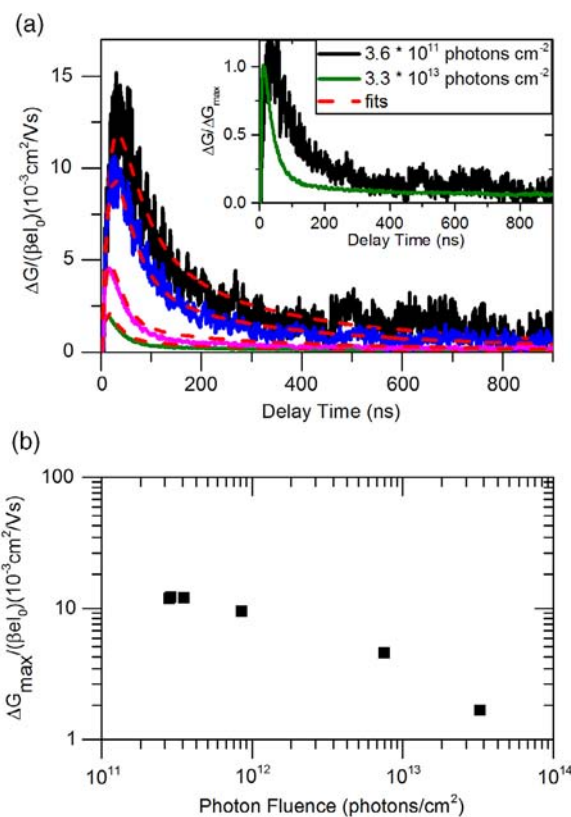 (a)
3.6 * 10¹¹ photons cm⁻²
3.3 * 10¹³ photons cm⁻²
fits
ΔG/ΔGmax
1.0
0.5
0.0
0 200 400 600 800
Delay Time (ns)
ΔG/(βeI₀)(10⁻³cm²/Vs)
15
10
5
0
0 200 400 600 800
Delay Time (ns)
(b)
ΔGmax/(βeI₀)(10⁻³cm²/Vs)
100
10
1
10¹¹ 10¹² 10¹³ 10¹⁴
Photon Fluence (photons/cm²)